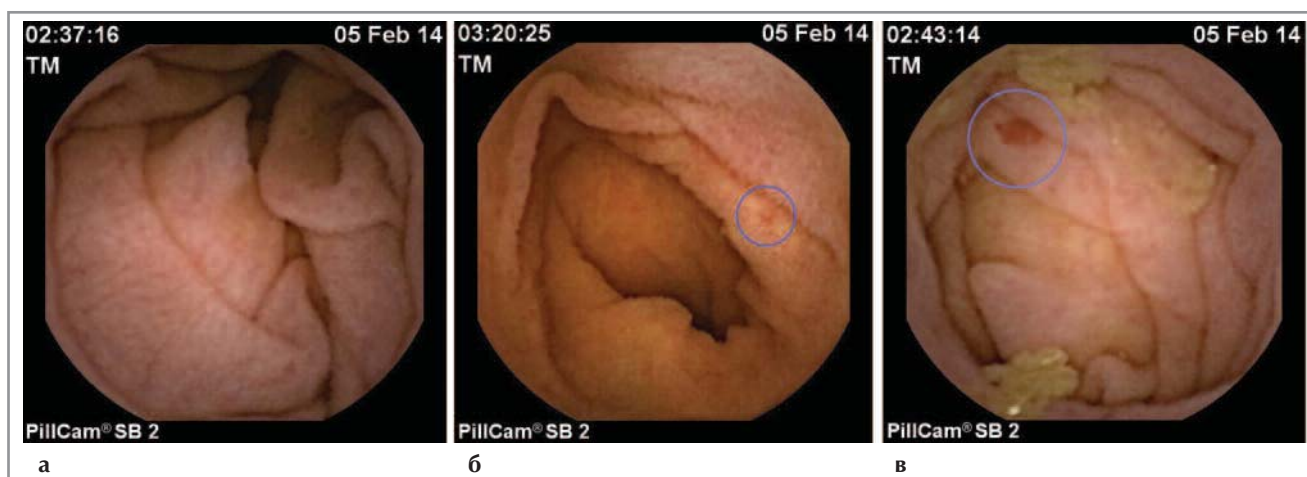 02:37:16 05 Feb 14
TM
PillCam® SB 2
а
03:20:25 05 Feb 14
TM
PillCam® SB 2
б
02:43:14 05 Feb 14
TM
PillCam® SB 2
в